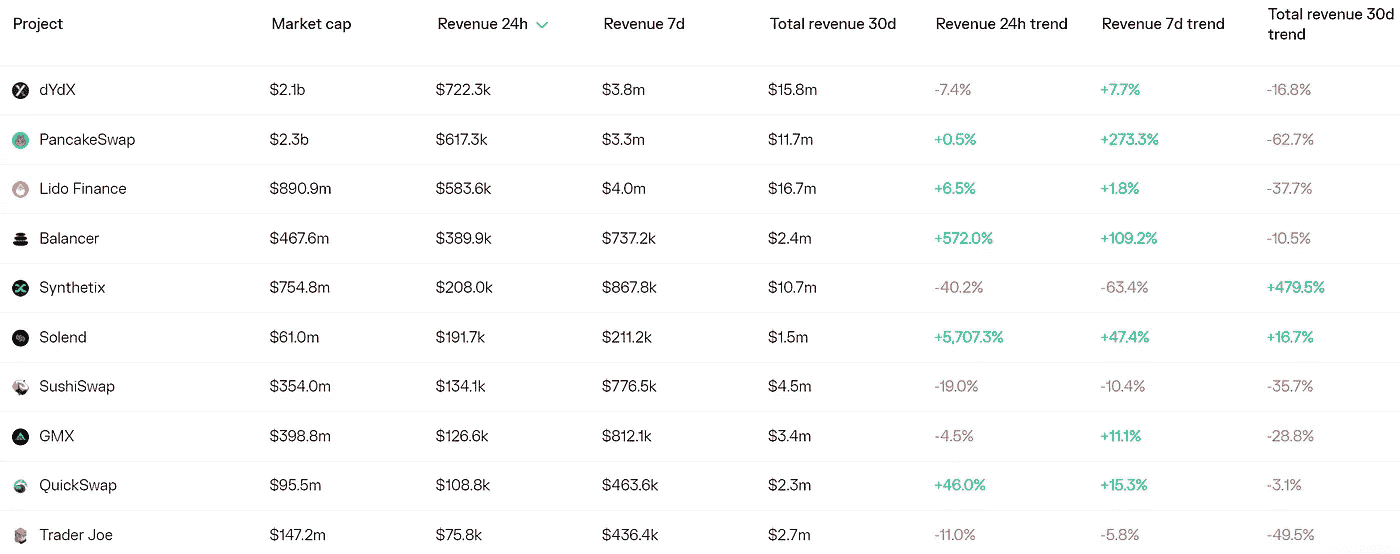 Project Market cap Revenue 24h Revenue 7d Total revenue 30d Revenue 24h trend Revenue 7d trend Total revenue 30d trend
dYdX $2.1b $722.3k $3.8m $15.8m -7.4% +7.7% -16.8%
PancakeSwap $2.3b $617.3k $3.3m $11.7m +0.5% +273.3% -62.7%
Lido Finance $890.9m $583.6k $4.0m $16.7m +6.5% +1.8% -37.7%
Balancer $467.6m $389.9k $737.2k $2.4m +572.0% +109.2% -10.5%
Synthetix $754.8m $208.0k $867.8k $10.7m -40.2% -63.4% +479.5%
Solend $61.0m $191.7k $211.2k $1.5m +5,707.3% +47.4% +16.7%
SushiSwap $354.0m $134.1k $776.5k $4.5m -19.0% -10.4% -35.7%
GMX $398.8m $126.6k $812.1k $3.4m -4.5% +11.1% -28.8%
QuickSwap $95.5m $108.8k $463.6k $2.3m +46.0% +15.3% -3.1%
Trader Joe $147.2m $75.8k $436.4k $2.7m -11.0% -5.8% -49.5%